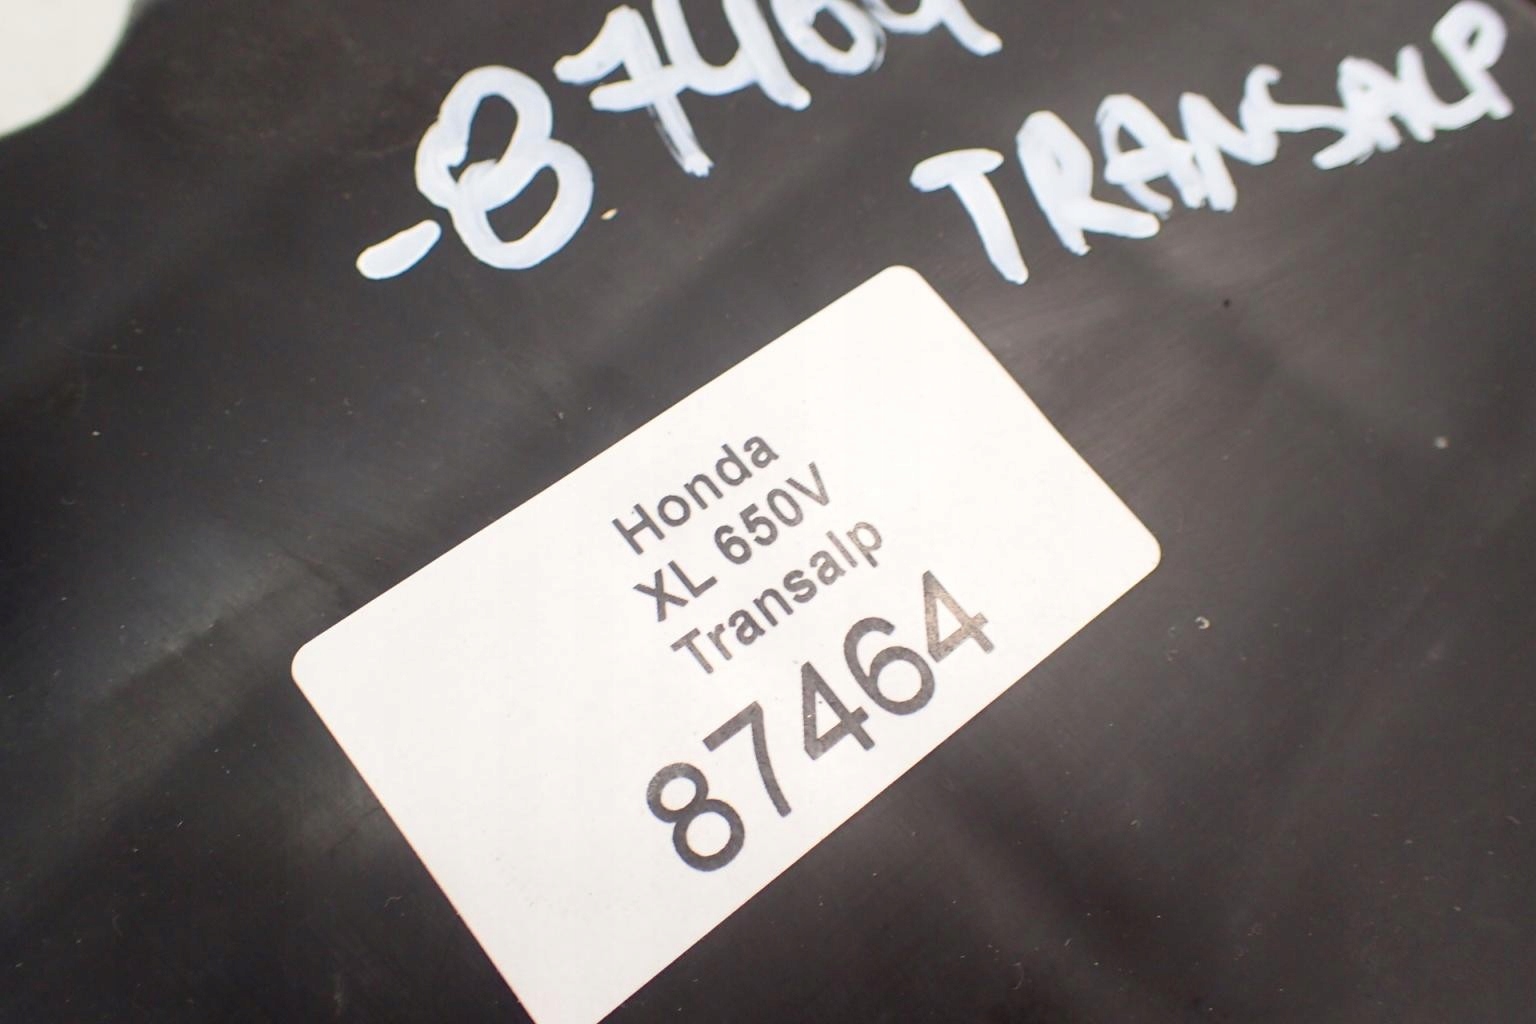 -87464
TRANSALP
Honda
XL 650V
Transalp
87464